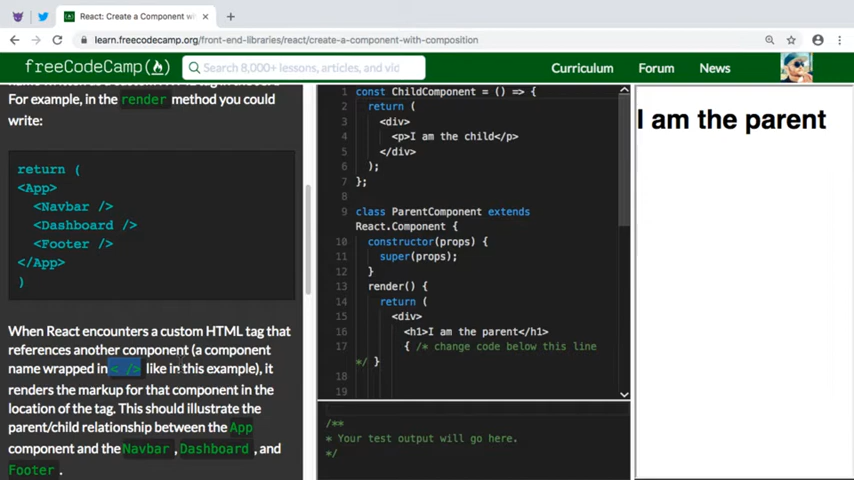 React: Create a Component wi
learn.freecodecamp.org/front-end-libraries/react/create-a-component-with-composition
freeCodeCamp
Search 8,000+ lessons, articles, and vid
Curriculum
Forum
News
For example, in the render method you could
write:
return (
<App>
<Navbar />
<Dashboard />
<Footer />
</App>
)
When React encounters a custom HTML tag that
references another component (a component
name wrapped in < /> like in this example), it
renders the markup for that component in the
location of the tag. This should illustrate the
parent/child relationship between the App
component and the Navbar , Dashboard , and
Footer .
1 const ChildComponent = () => {
2 return (
3 <div>
4 <p>I am the child</p>
5 </div>
6 );
7 };
8
9 class ParentComponent extends
React.Component {
10 constructor(props) {
11 super(props);
12 }
13 render() {
14 return (
15 <div>
16 <h1>I am the parent</h1>
17 { /* change code below this line
*/ }
18
19
/**
* Your test output will go here.
*/
I am the parent